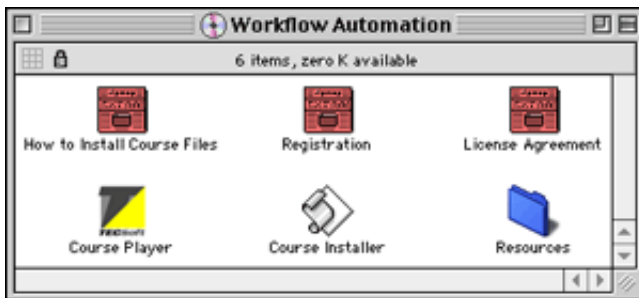 Workflow Automation
6 items, zero K available
How to Install Course Files
Registration
License Agreement
TECSoft
Course Player
Course Installer
Resources